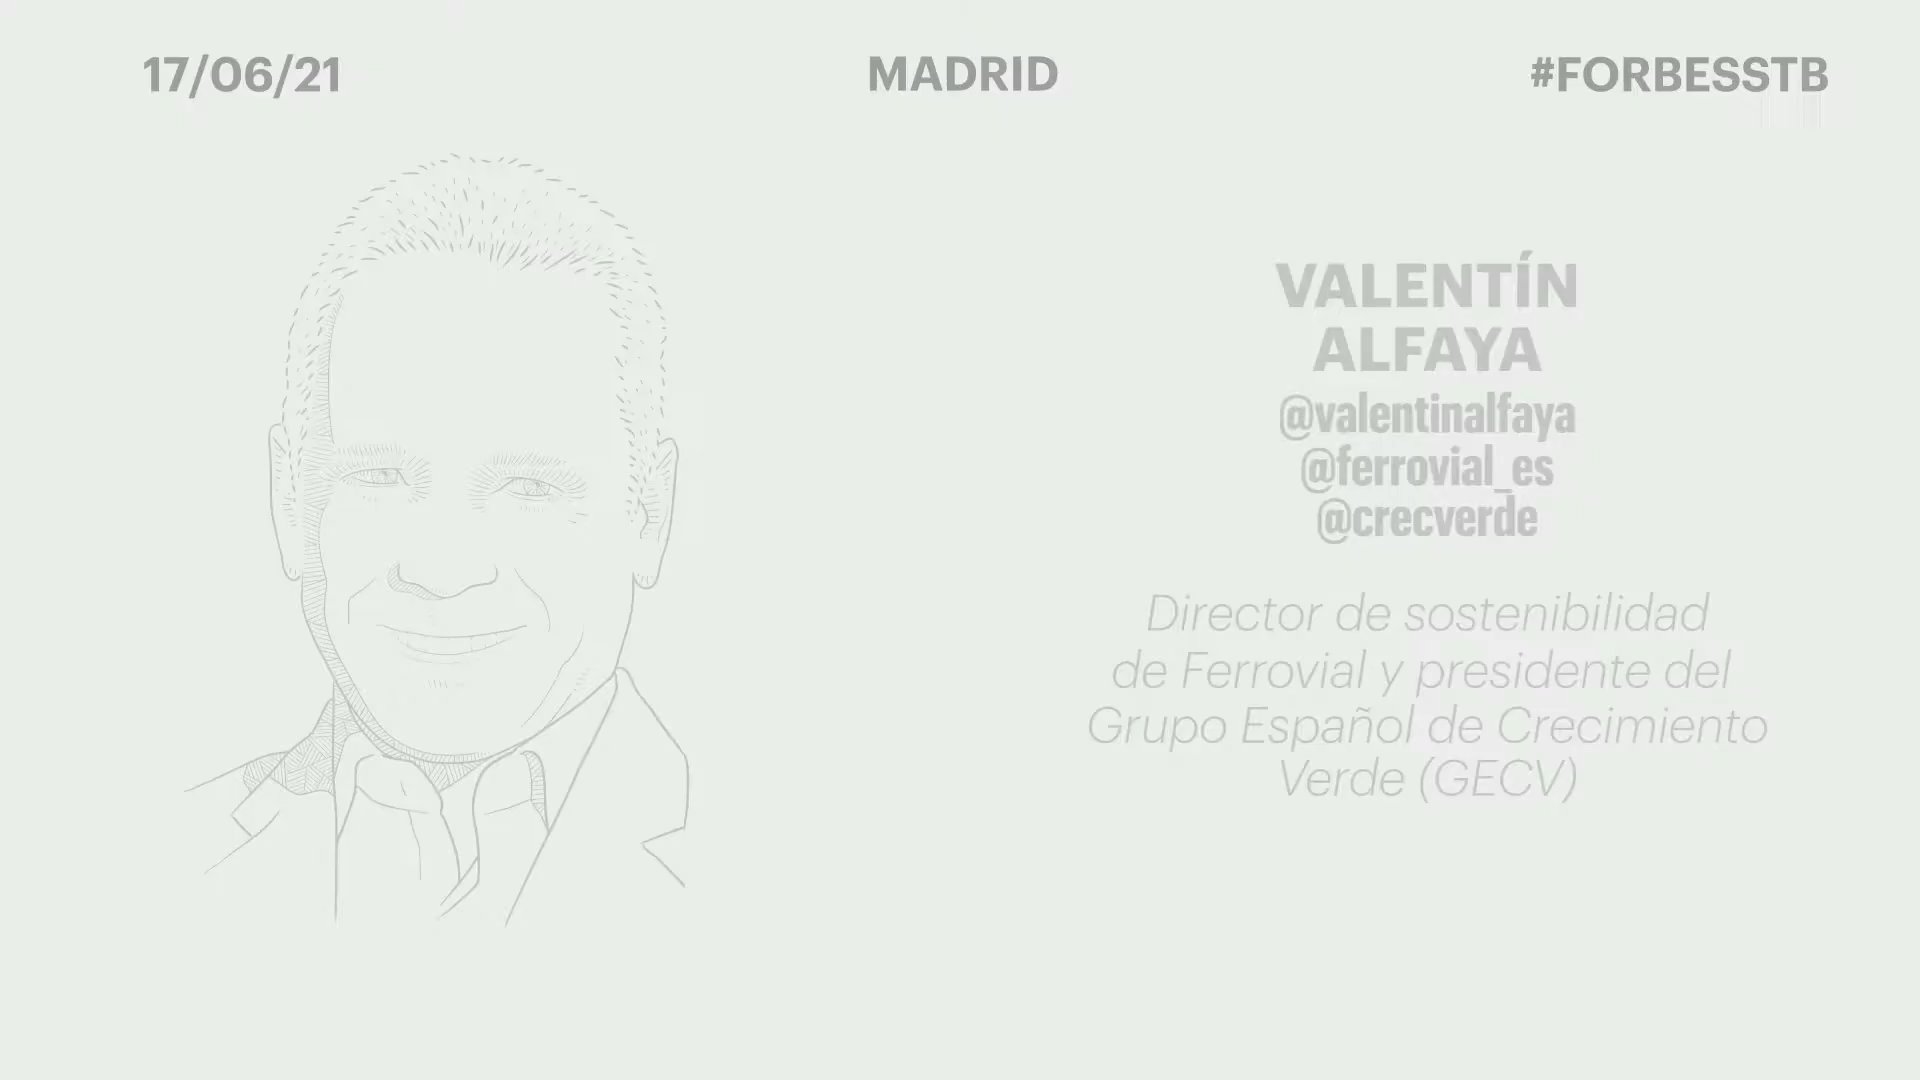 17/06/21
MADRID
#FORBESSTB
VALENTÍN
ALFAYA
@valentinalfaya
@ferrovial_es
@crecverde
Director de sostenibilidad
de Ferrovial y presidente del
Grupo Español de Crecimiento
Verde (GECV)